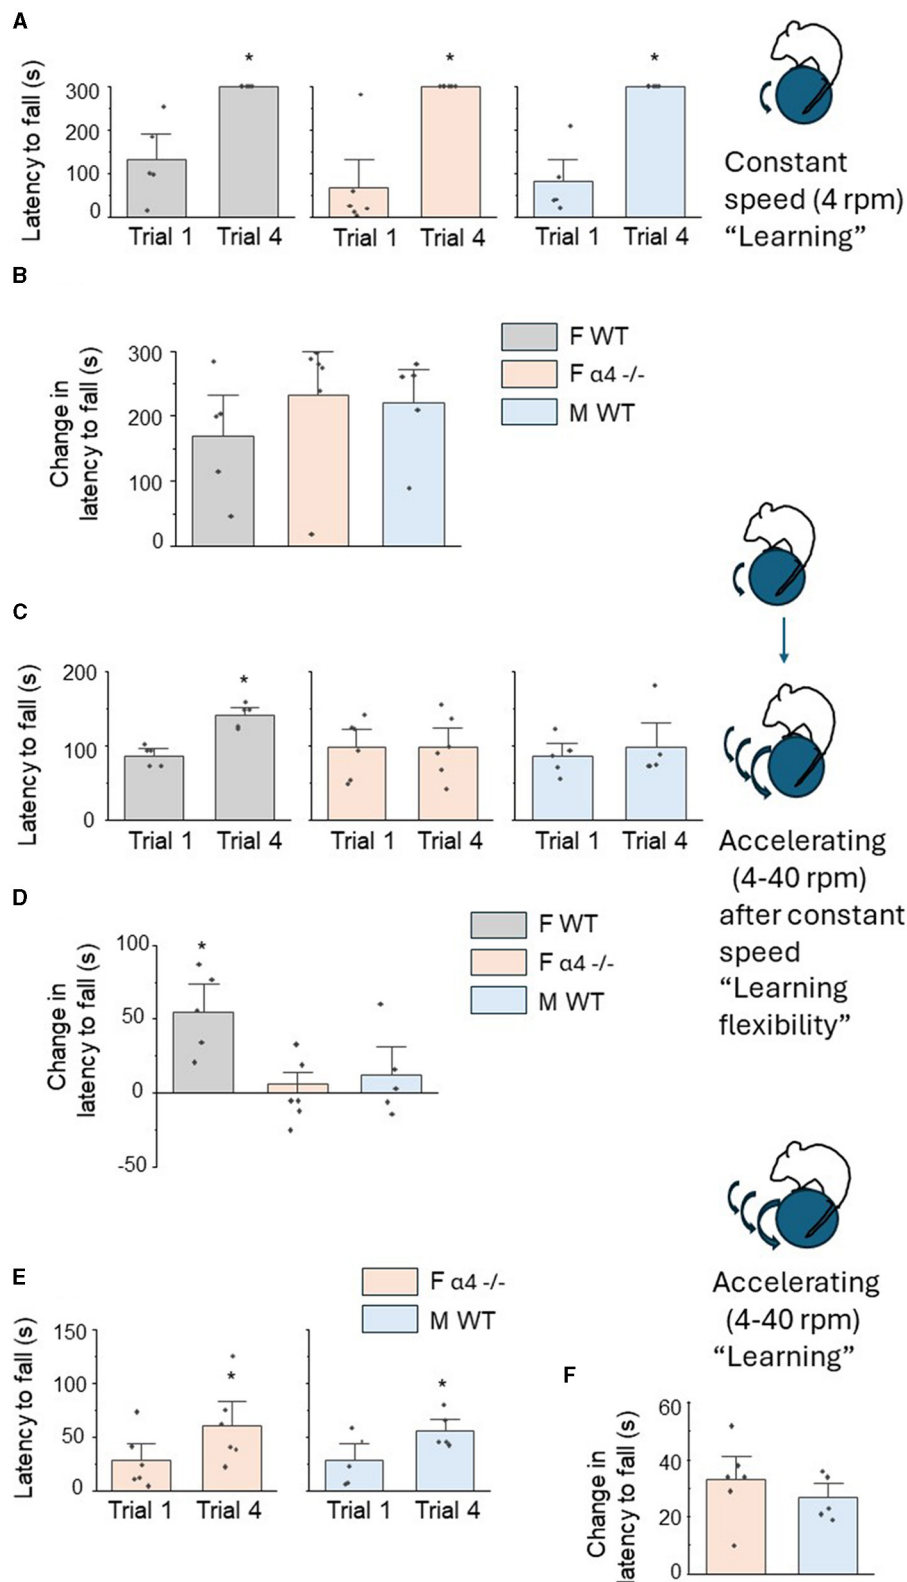 A
Latency to fall (s)
300
200
100
0
*
*
*
Trial 1 Trial 4
Trial 1 Trial 4
Trial 1 Trial 4
Constant
speed (4 rpm)
“Learning”
B
Change in
latency to fall (s)
300
200
100
0
F WT
F α4 -/-
M WT
C
Latency to fall (s)
200
100
0
*
Trial 1 Trial 4
Trial 1 Trial 4
Trial 1 Trial 4
Accelerating
(4-40 rpm)
after constant
speed
“Learning
flexibility”
D
Change in
latency to fall (s)
100
50
0
-50
*
F WT
F α4 -/-
M WT
E
Latency to fall (s)
150
100
50
0
*
*
F α4 -/-
M WT
Trial 1 Trial 4
Trial 1 Trial 4
Accelerating
(4-40 rpm)
“Learning”
F
Change in
latency to fall (s)
60
40
20
0